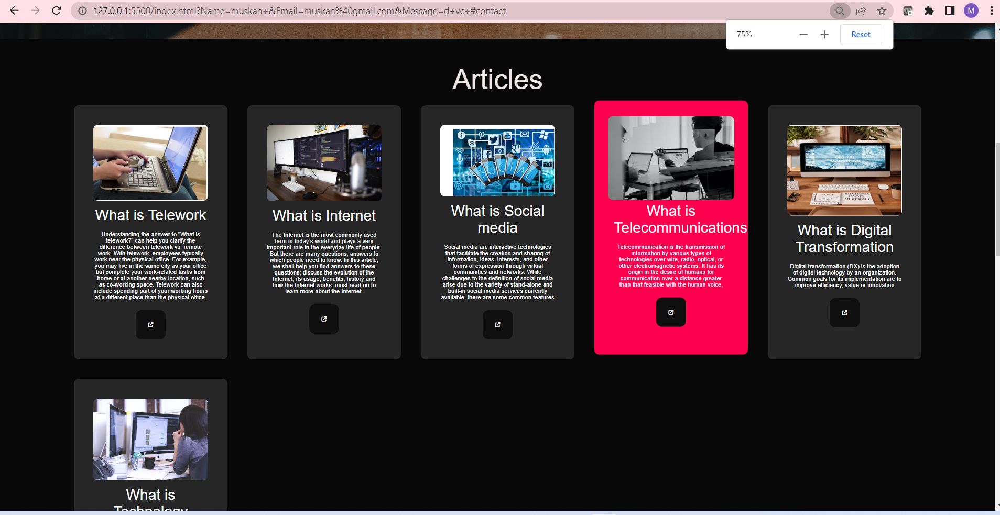 127.0.0.1:5500/index.html?Name=muskan+&Email=muskan%40gmail.com&Message=d+vc+#contact
M
75%
Reset
Articles
What is Telework
Understanding the answer to "What is
telework?" can help you clarify the
difference between telework vs. remote
work. With telework, employees typically
work near the physical office. For example,
you may live in the same city as your office
but complete your work-related tasks from
home or at another nearby location, such
as co-working space. Telework can also
include spending part of your working hours
at a different place than the physical office.
What is Internet
The Internet is the most commonly used
term in today's world and plays a very
important role in the everyday life of people.
But there are many questions, answers to
which people need to know. In this article,
we shall help you find answers to these
questions; discuss the evolution of the
Internet, its usage, benefits, history and
how the Internet works. must read on to
learn more about the Internet.
SOCIAL
What is Social
media
Social media are interactive technologies
that facilitate the creation and sharing of
information, ideas, interests, and other
forms of expression through virtual
communities and networks. While
challenges to the definition of social media
arise due to the variety of stand-alone and
built-in social media services currently
available, there are some common features
What is
Telecommunications
Telecommunication is the transmission of
information by various types of
technologies over wire, radio, optical, or
other electromagnetic systems. It has its
origin in the desire of humans for
communication over a distance greater
than that feasible with the human voice,
DIGITAL
MARKETING
BUSINESS
PLAN
SCHEDULE
What is Digital
Transformation
Digital transformation (DX) is the adoption
of digital technology by an organization.
Common goals for its implementation are to
improve efficiency, value or innovation
What is
Technology